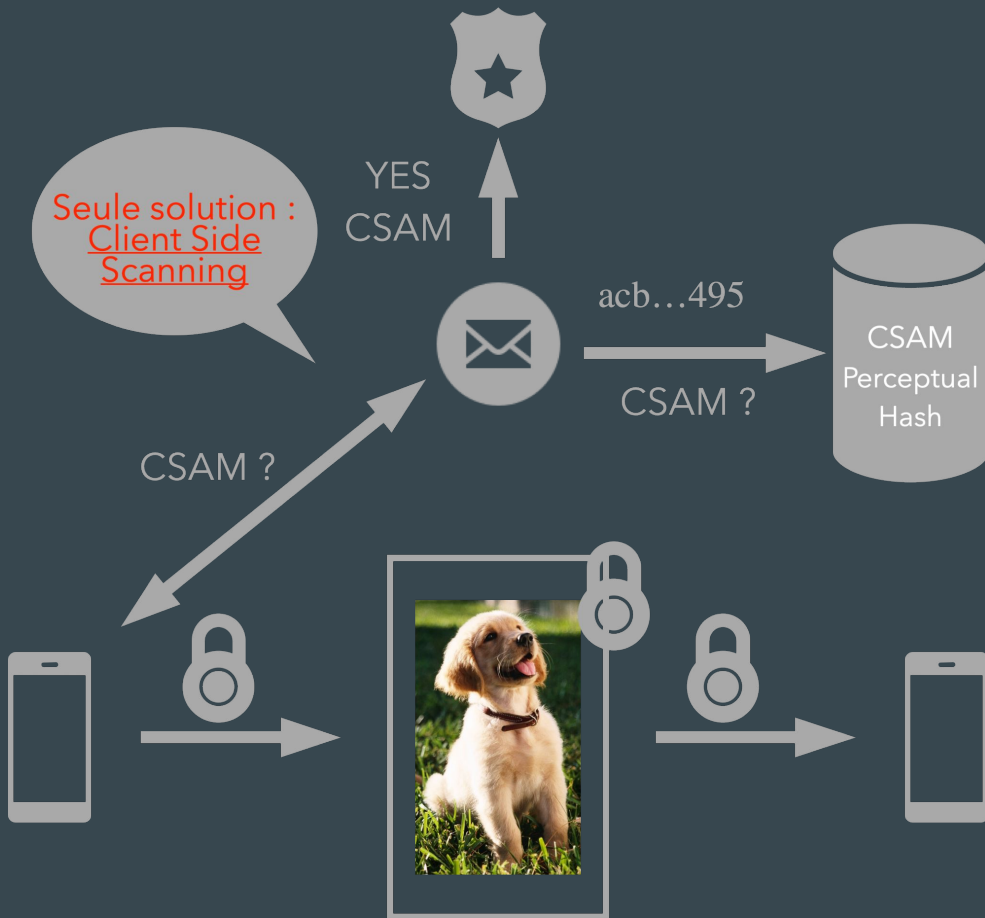 YES
CSAM
Seule solution :
Client Side
Scanning
acb...495
CSAM ?
CSAM
Perceptual
Hash
CSAM ?